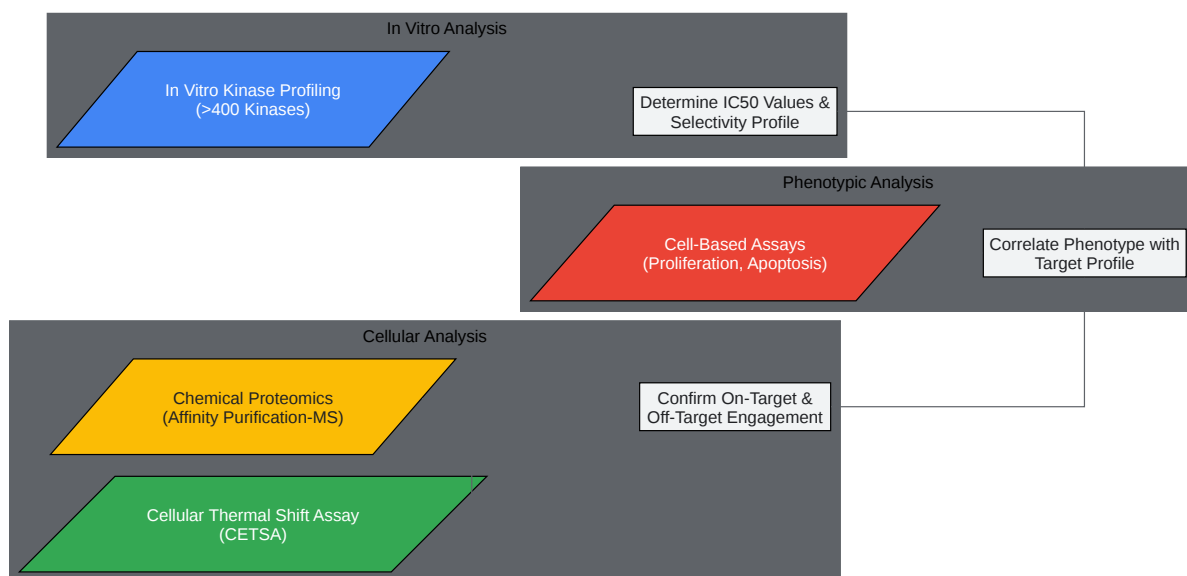 In Vitro Analysis
In Vitro Kinase Profiling
(>400 Kinases)
Determine IC50 Values &
Selectivity Profile
Phenotypic Analysis
Cell-Based Assays
(Proliferation, Apoptosis)
Correlate Phenotype with
Target Profile
Cellular Analysis
Chemical Proteomics
(Affinity Purification-MS)
Confirm On-Target &
Off-Target Engagement
Cellular Thermal Shift Assay
(CETSA)